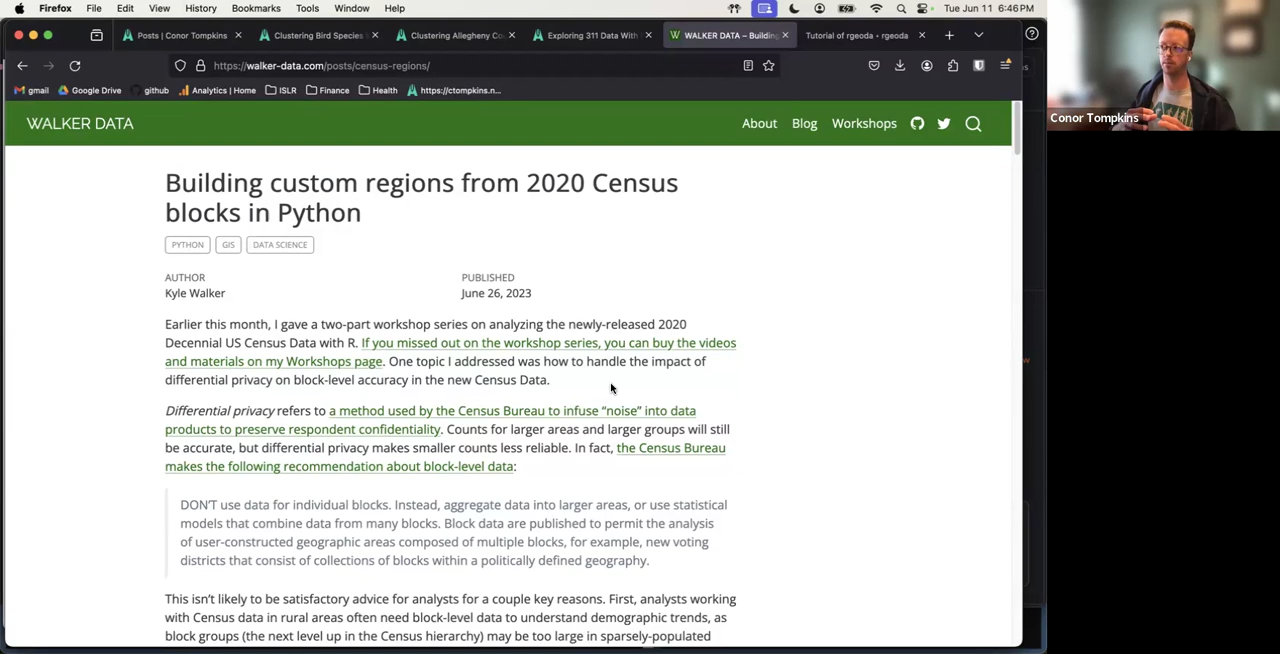 Firefox File Edit View History Bookmarks Tools Window Help Tue Jun 11 6:46 PM
Posts | Conor Tompkins Clustering Bird Species Clustering Allegheny Co Exploring 311 Data With WALKER DATA – Building Tutorial of rgeoda • rgeoda
https://walker-data.com/posts/census-regions/
gmail Google Drive github Analytics | Home ISLR Finance Health https://ctompkins.n...
Conor Tompkins
WALKER DATA About Blog Workshops
Building custom regions from 2020 Census
blocks in Python
PYTHON GIS DATA SCIENCE
AUTHOR PUBLISHED
Kyle Walker June 26, 2023
Earlier this month, I gave a two-part workshop series on analyzing the newly-released 2020
Decennial US Census Data with R. If you missed out on the workshop series, you can buy the videos
and materials on my Workshops page. One topic I addressed was how to handle the impact of
differential privacy on block-level accuracy in the new Census Data.
Differential privacy refers to a method used by the Census Bureau to infuse “noise” into data
products to preserve respondent confidentiality. Counts for larger areas and larger groups will still
be accurate, but differential privacy makes smaller counts less reliable. In fact, the Census Bureau
makes the following recommendation about block-level data:
DON’T use data for individual blocks. Instead, aggregate data into larger areas, or use statistical
models that combine data from many blocks. Block data are published to permit the analysis
of user-constructed geographic areas composed of multiple blocks, for example, new voting
districts that consist of collections of blocks within a politically defined geography.
This isn’t likely to be satisfactory advice for analysts for a couple key reasons. First, analysts working
with Census data in rural areas often need block-level data to understand demographic trends, as
block groups (the next level up in the Census hierarchy) may be too large in sparsely-populated